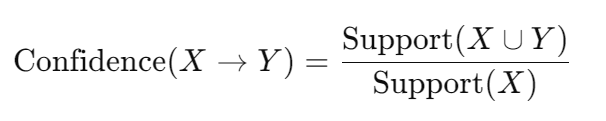 Confidence(X → Y) = Support(X ∪ Y) / Support(X)